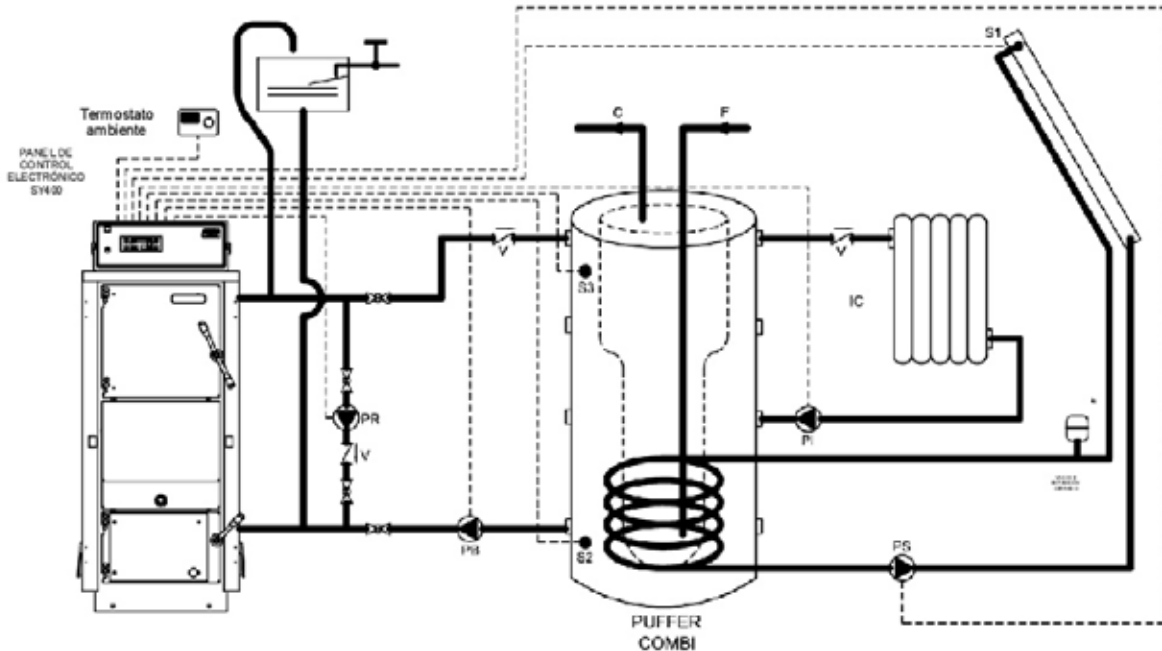 S1
Termostato
ambiente
C
F
PANEL DE
CONTROL
ELECTRÓNICO
SY400
V
V
S3
IC
PR
PI
V
PB
S2
PS
PUFFER
COMBI